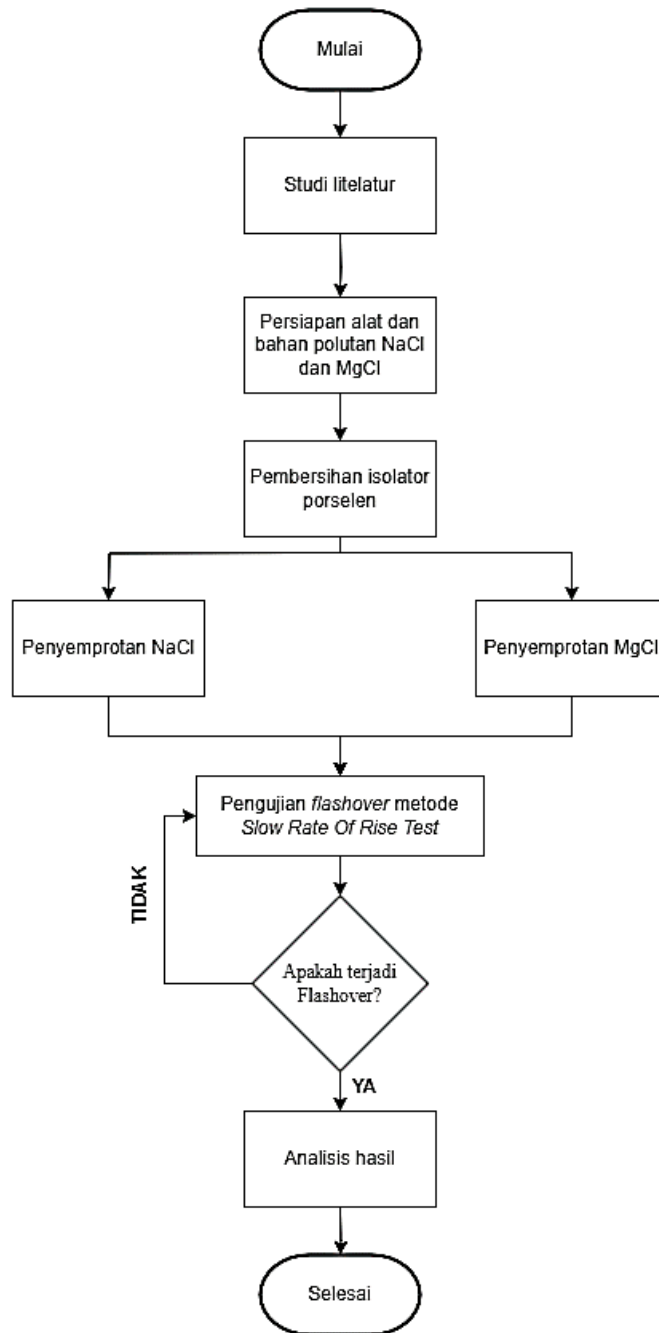 Mulai
Studi litelatur
Persiapan alat dan
bahan polutan NaCl
dan MgCl
Pembersihan isolator
porselen
Penyemprotan NaCl
Penyemprotan MgCl
Pengujian flashover metode
Slow Rate Of Rise Test
TIDAK
Apakah terjadi
Flashover?
YA
Analisis hasil
Selesai